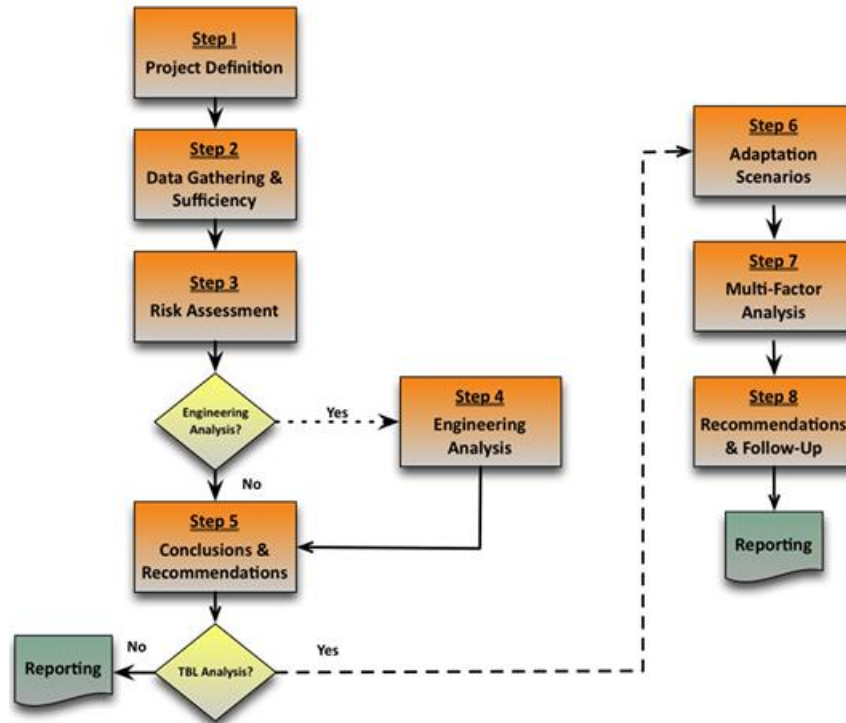 Step 1
Project Definition
Step 2
Data Gathering &
Sufficiency
Step 3
Risk Assessment
Engineering
Analysis?
Yes
Step 4
Engineering
Analysis
No
Step 5
Conclusions &
Recommendations
TBL Analysis?
No
Reporting
Yes
Step 6
Adaptation
Scenarios
Step 7
Multi-Factor
Analysis
Step 8
Recommendations
& Follow-Up
Reporting